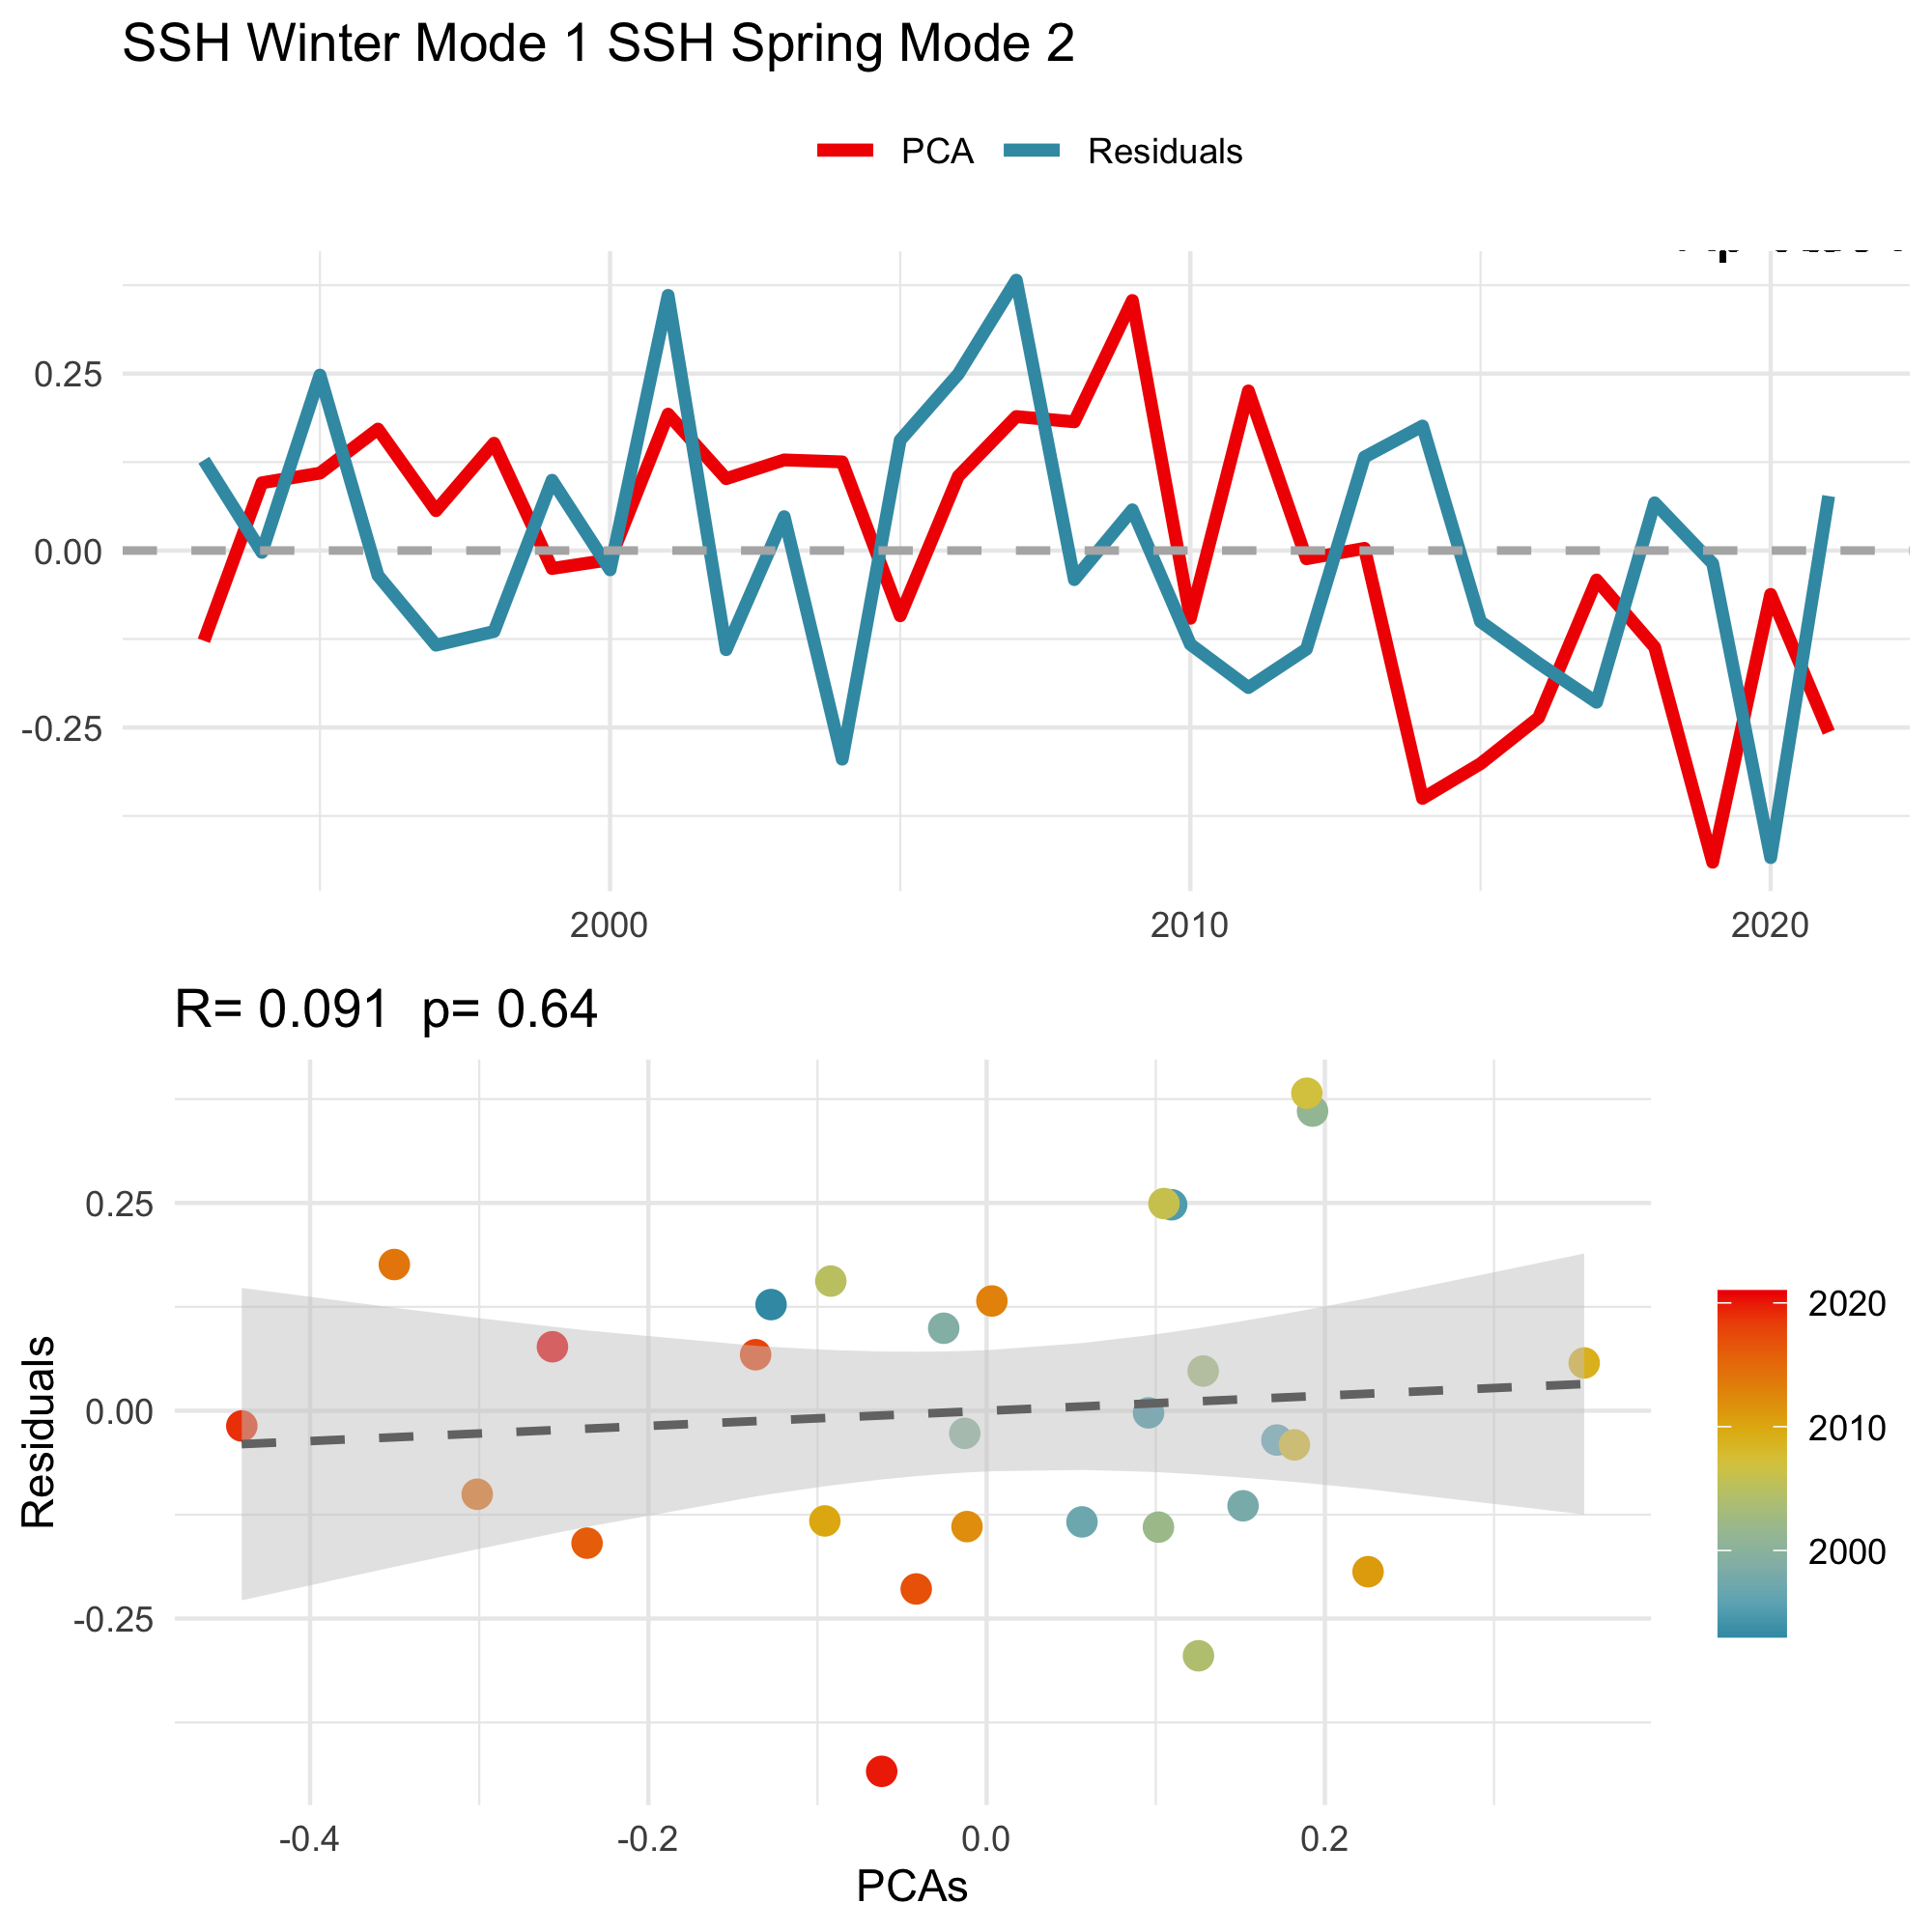 SSH Winter Mode 1 SSH Spring Mode 2
PCA Residuals
0.25
0.00
-0.25
2000 2010 2020
R= 0.091 p= 0.64
Residuals
0.25
0.00
-0.25
-0.4 -0.2 0.0 0.2
PCAs
2020
2010
2000